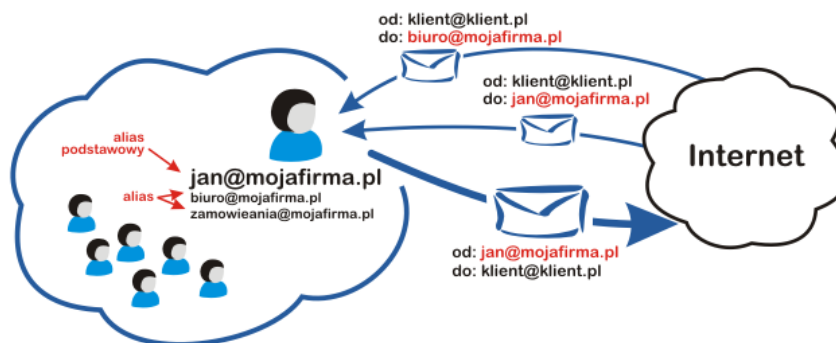 od: klient@klient.pl
do: biuro@mojafirma.pl
od: klient@klient.pl
do: jan@mojafirma.pl
Internet
alias
podstawowy
jan@mojafirma.pl
alias
biuro@mojafirma.pl
zamowieania@mojafirma.pl
od: jan@mojafirma.pl
do: klient@klient.pl